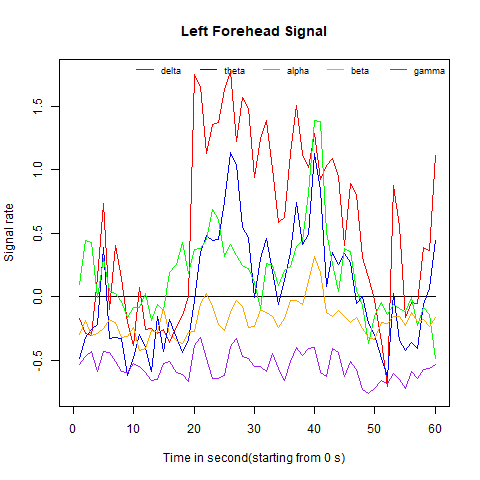 Left Forehead Signal
delta theta alpha beta gamma
Signal rate
1.5
1.0
0.5
0.0
-0.5
0 10 20 30 40 50 60
Time in second(starting from 0 s)